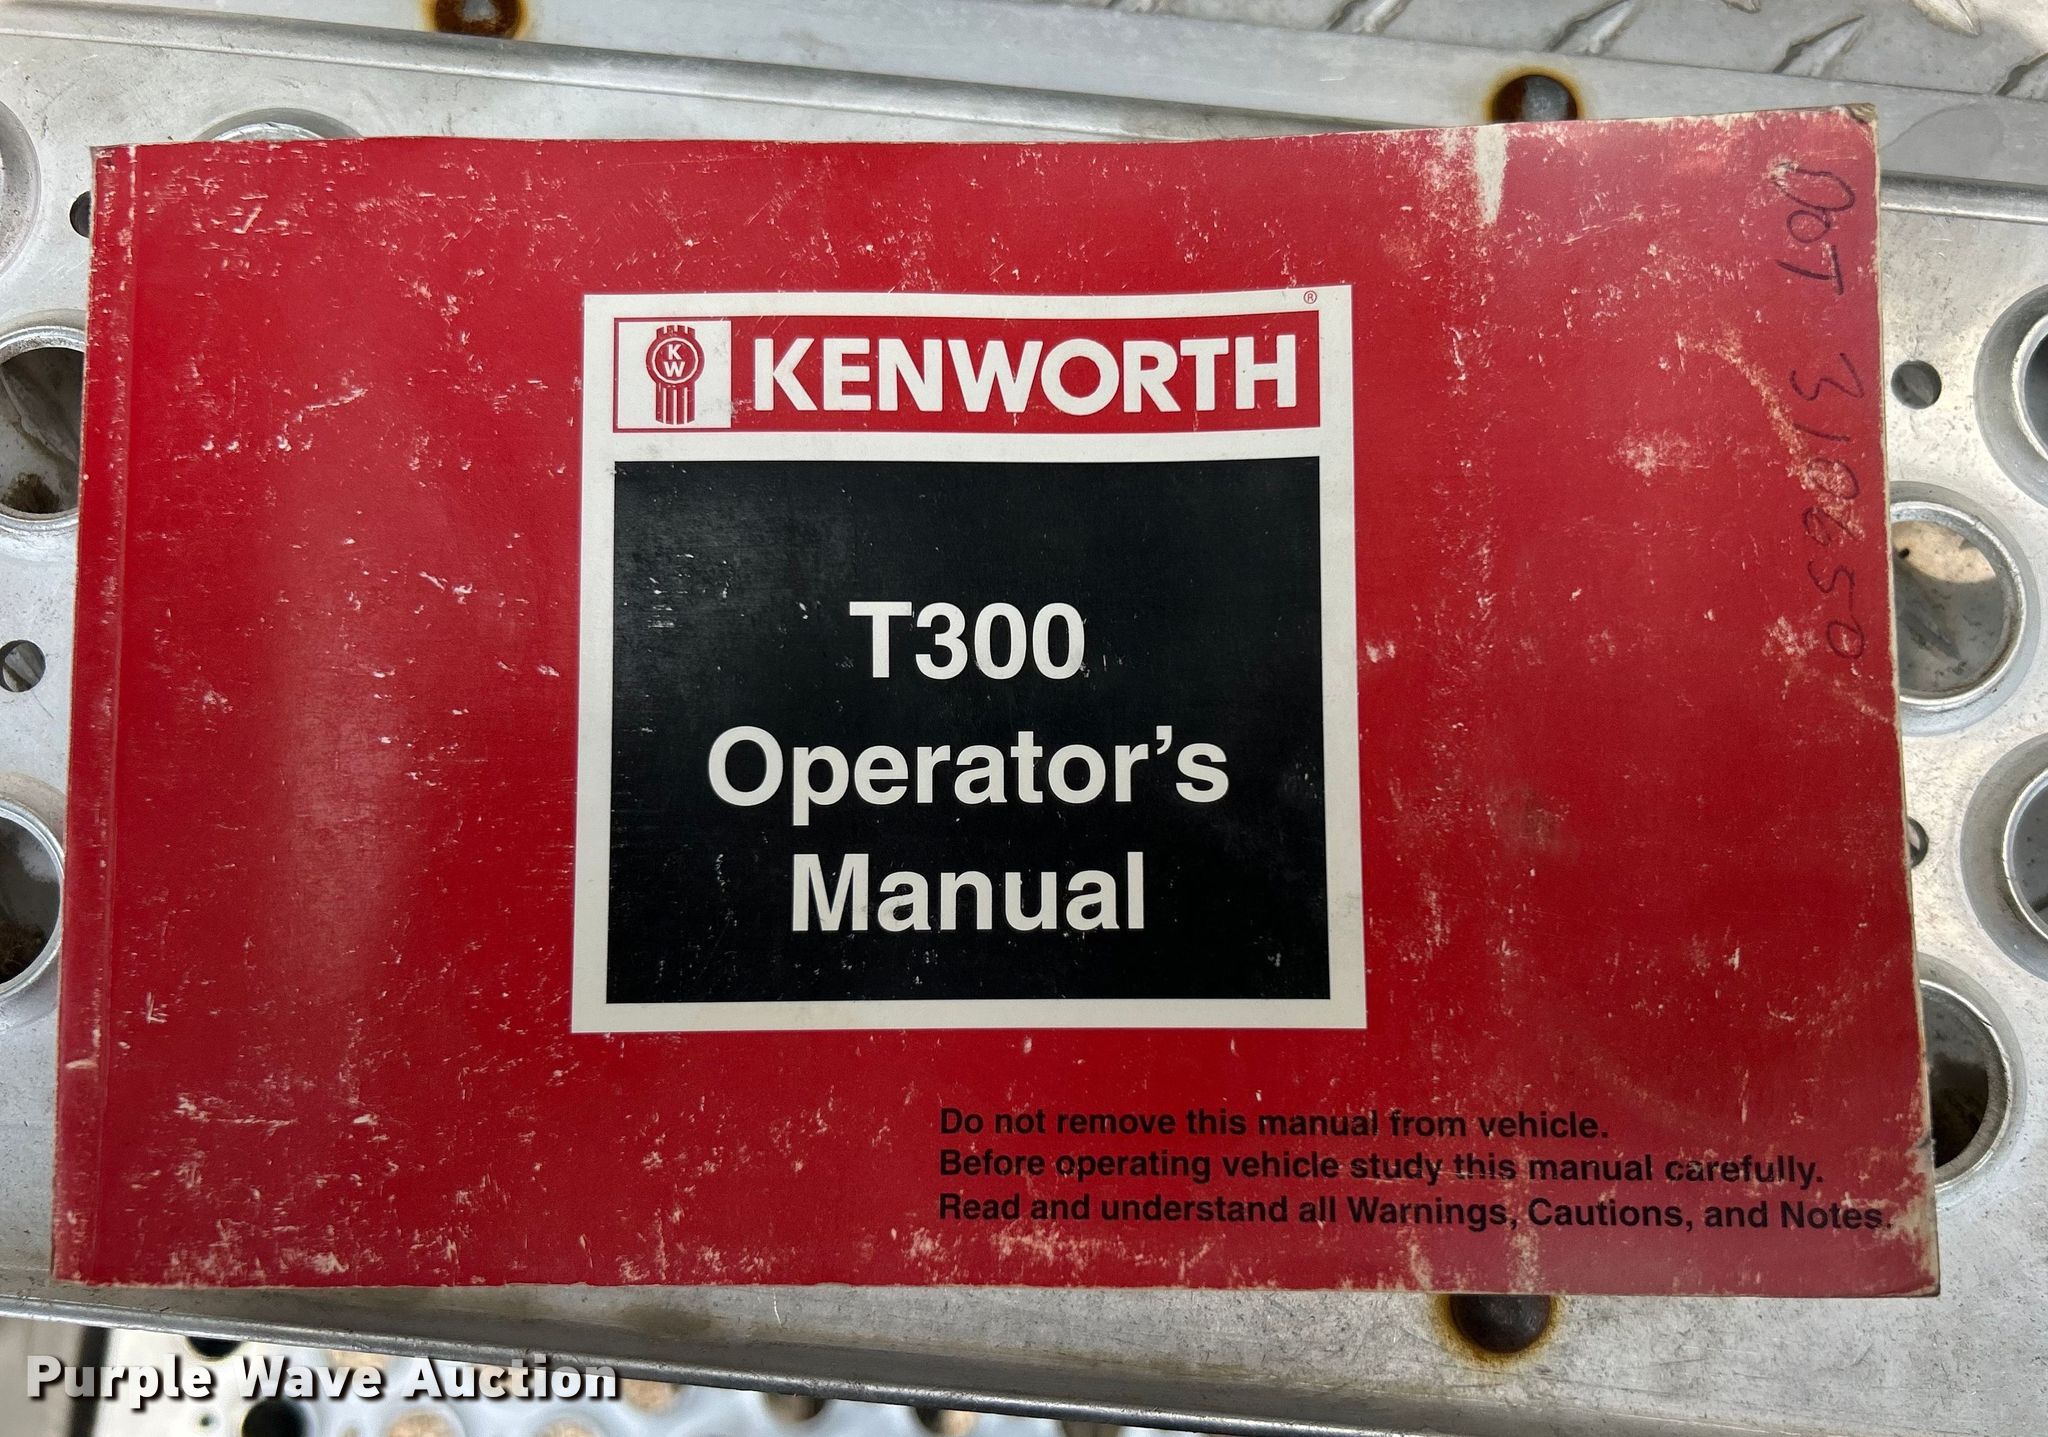 KENWORTH ®
KW
T300
Operator's
Manual
Do not remove this manual from vehicle.
Before operating vehicle study this manual carefully.
Read and understand all Warnings, Cautions, and Notes.
DOT
Purple Wave Auction